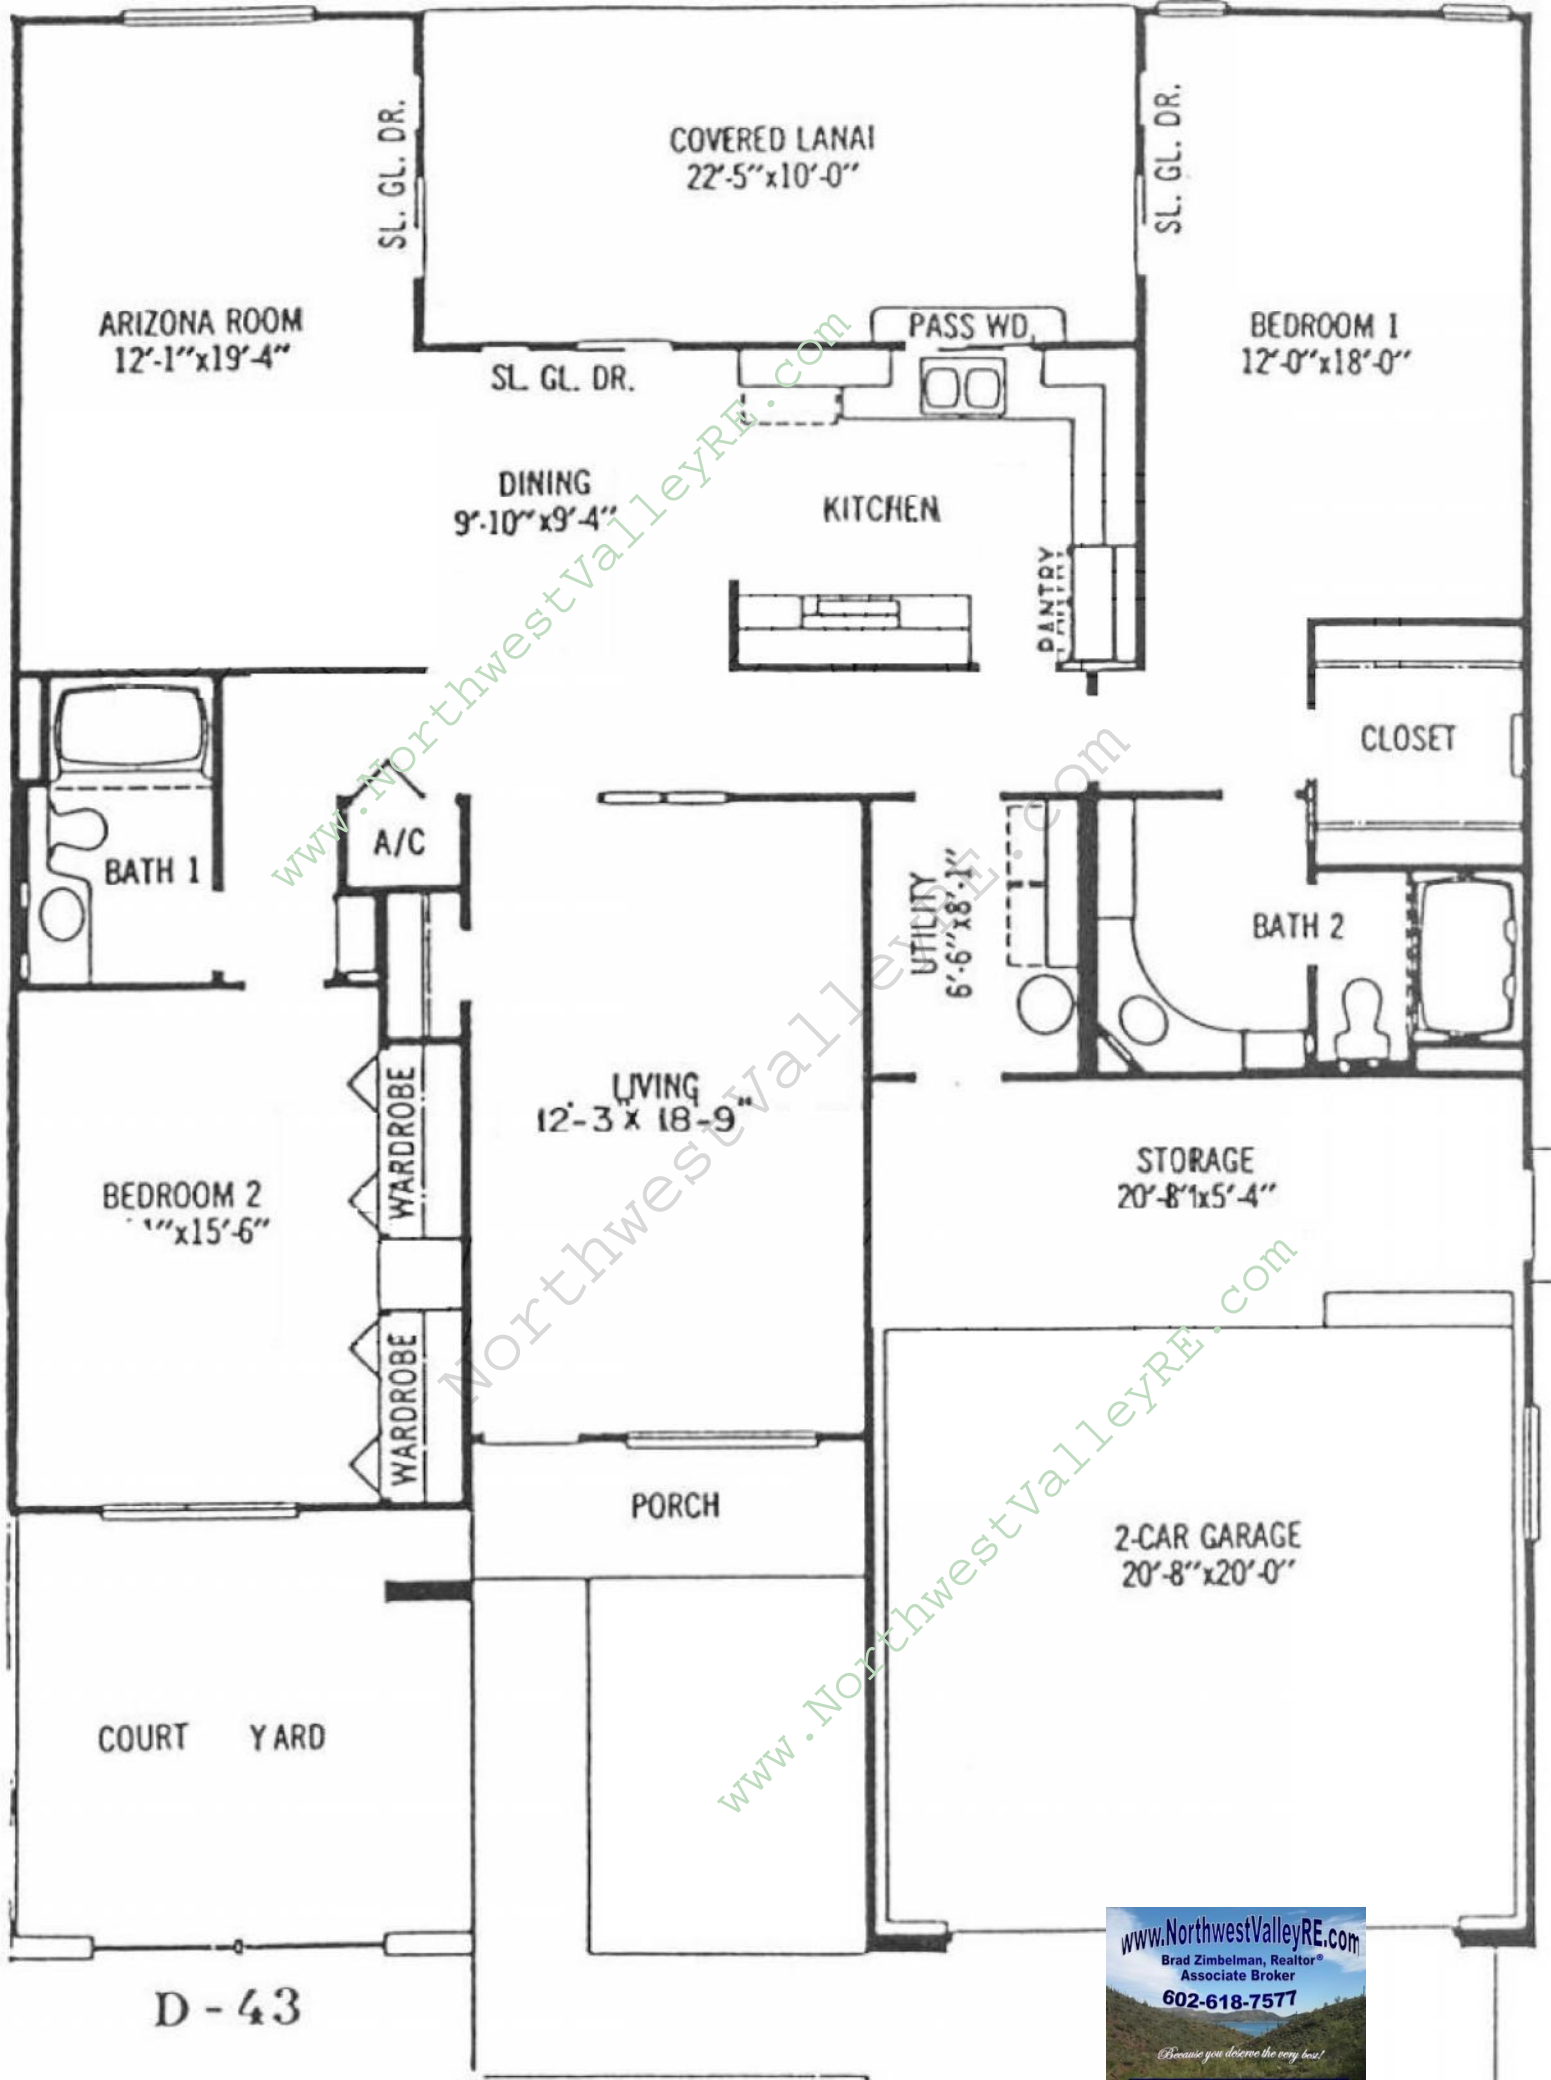 SL. GL. DR.
COVERED LANAI
22'-5"x10'-0"
SL. GL. DR.
ARIZONA ROOM
12'-1"x19'-4"
PASS WD.
BEDROOM 1
12'-0"x18'-0"
SL. GL. DR.
DINING
9'-10"x9'-4"
KITCHEN
PANTRY
www.NorthwestValleyRE.com
CLOSET
A/C
BATH 1
UTILITY
6'-6"x8'-1"
BATH 2
NorthwestValleyRE.com
LIVING
12'-3"x 18-9"
WARDROBE
BEDROOM 2
"x15'-6"
STORAGE
20'-8"x5'-4"
WARDROBE
PORCH
2-CAR GARAGE
20'-8"x20'-0"
www.NorthwestValleyRE.com
COURT YARD
D-43
www.NorthwestValleyRE.com
Brad Zimbelman, Realtor®
Associate Broker
602-618-7577
Because you deserve the very best!